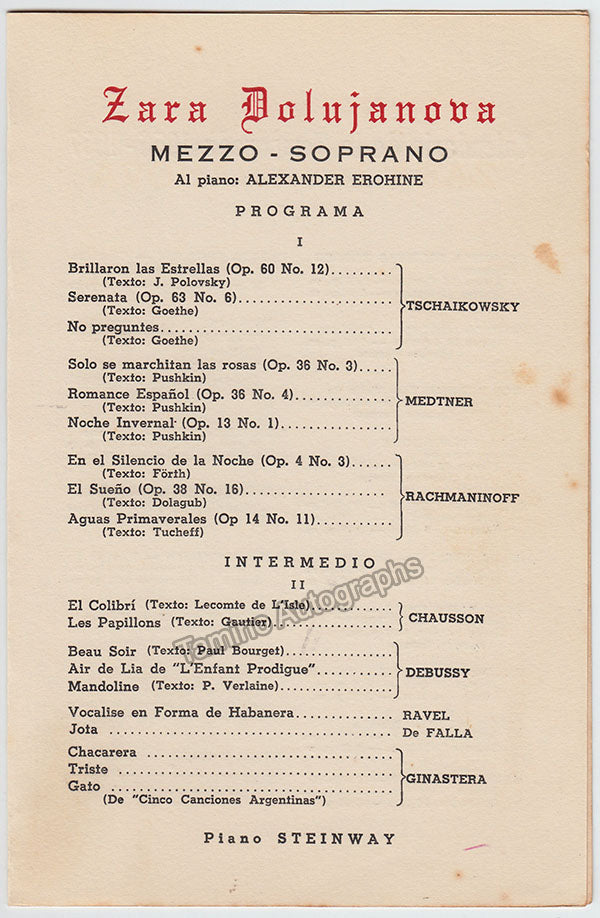 Zara Dolujanova
MEZZO - SOPRANO
Al piano: ALEXANDER EROHINE
PROGRAMA
I
Brillaron las Estrellas (Op. 60 No. 12).........
(Texto: J. Polovsky)
Serenata (Op. 63 No. 6)......................
(Texto: Goethe)
No preguntes.................................
(Texto: Goethe)
TSCHAIKOWSKY
Solo se marchitan las rosas (Op. 36 No. 3).....
(Texto: Pushkin)
Romance Español (Op. 36 No. 4)..............
(Texto: Pushkin)
Noche Invernal (Op. 13 No. 1)................
(Texto: Pushkin)
MEDTNER
En el Silencio de la Noche (Op. 4 No. 3).....
(Texto: Förth)
El Sueño (Op. 38 No. 16).....................
(Texto: Dolagub)
Aguas Primaverales (Op 14 No. 11)...........
(Texto: Tucheff)
RACHMANINOFF
INTERMEDIO
II
El Colibrí (Texto: Lecomte de L'Isle)............
Les Papillons (Texto: Gautier)..................
CHAUSSON
Beau Soir (Texto: Paul Bourget)................
Air de Lia de "L'Enfant Prodigue"...........
Mandoline (Texto: P. Verlaine)................
DEBUSSY
Vocalise en Forma de Habanera.............. RAVEL
Jota ........................................ De FALLA
Chacarera ..................................
Triste .....................................
Gato .......................................
(De "Cinco Canciones Argentinas")
GINASTERA
Piano STEINWAY
Tamino Autographs